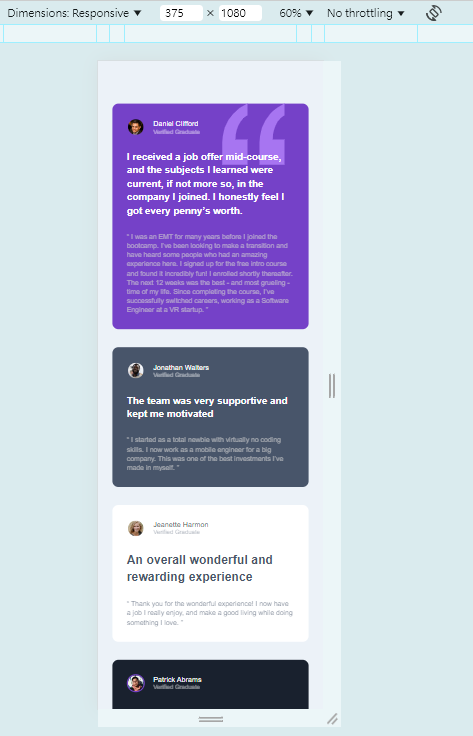 Dimensions: Responsive ▼ 375 × 1080 60% ▼ No throttling ▼
Daniel Clifford
Verified Graduate
I received a job offer mid-course,
and the subjects I learned were
current, if not more so, in the
company I joined. I honestly feel I
got every penny's worth.
" I was an EMT for many years before I joined the
bootcamp. I've been looking to make a transition and
have heard some people who had an amazing
experience here. I signed up for the free intro course
and found it incredibly fun! I enrolled shortly thereafter.
The next 12 weeks was the best - and most grueling -
time of my life. Since completing the course, I've
successfully switched careers, working as a Software
Engineer at a VR startup. "
Jonathan Walters
Verified Graduate
The team was very supportive and
kept me motivated
" I started as a total newbie with virtually no coding
skills. I now work as a mobile engineer for a big
company. This was one of the best investments I've
made in myself. "
Jeanette Harmon
Verified Graduate
An overall wonderful and
rewarding experience
" Thank you for the wonderful experience! I now have
a job I really enjoy, and make a good living while doing
something I love. "
Patrick Abrams
Verified Graduate